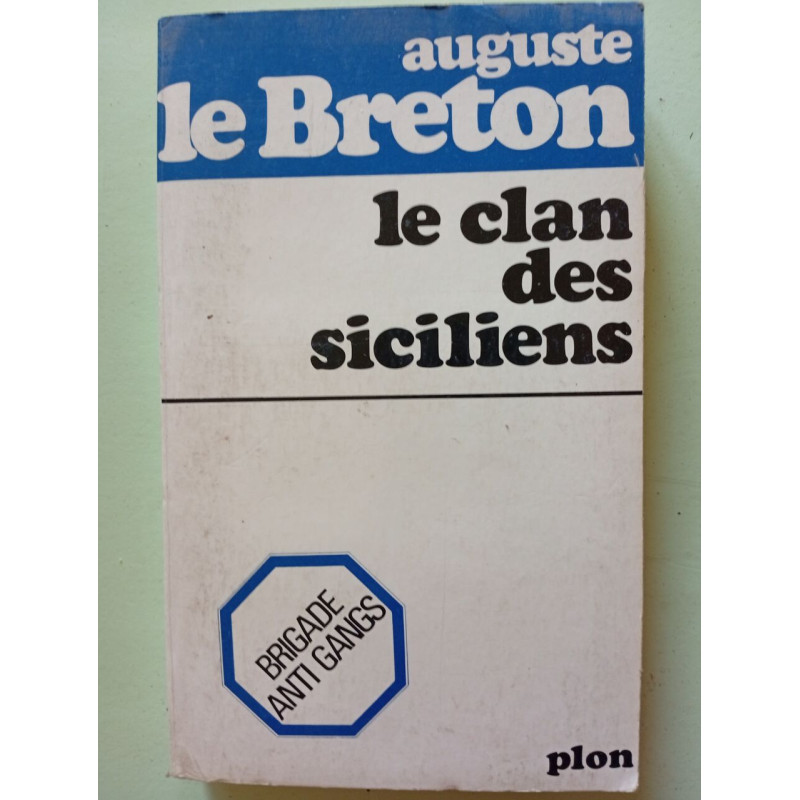 auguste
le Breton
le clan
des
siciliens
BRIGADE
ANTI GANGS
plon